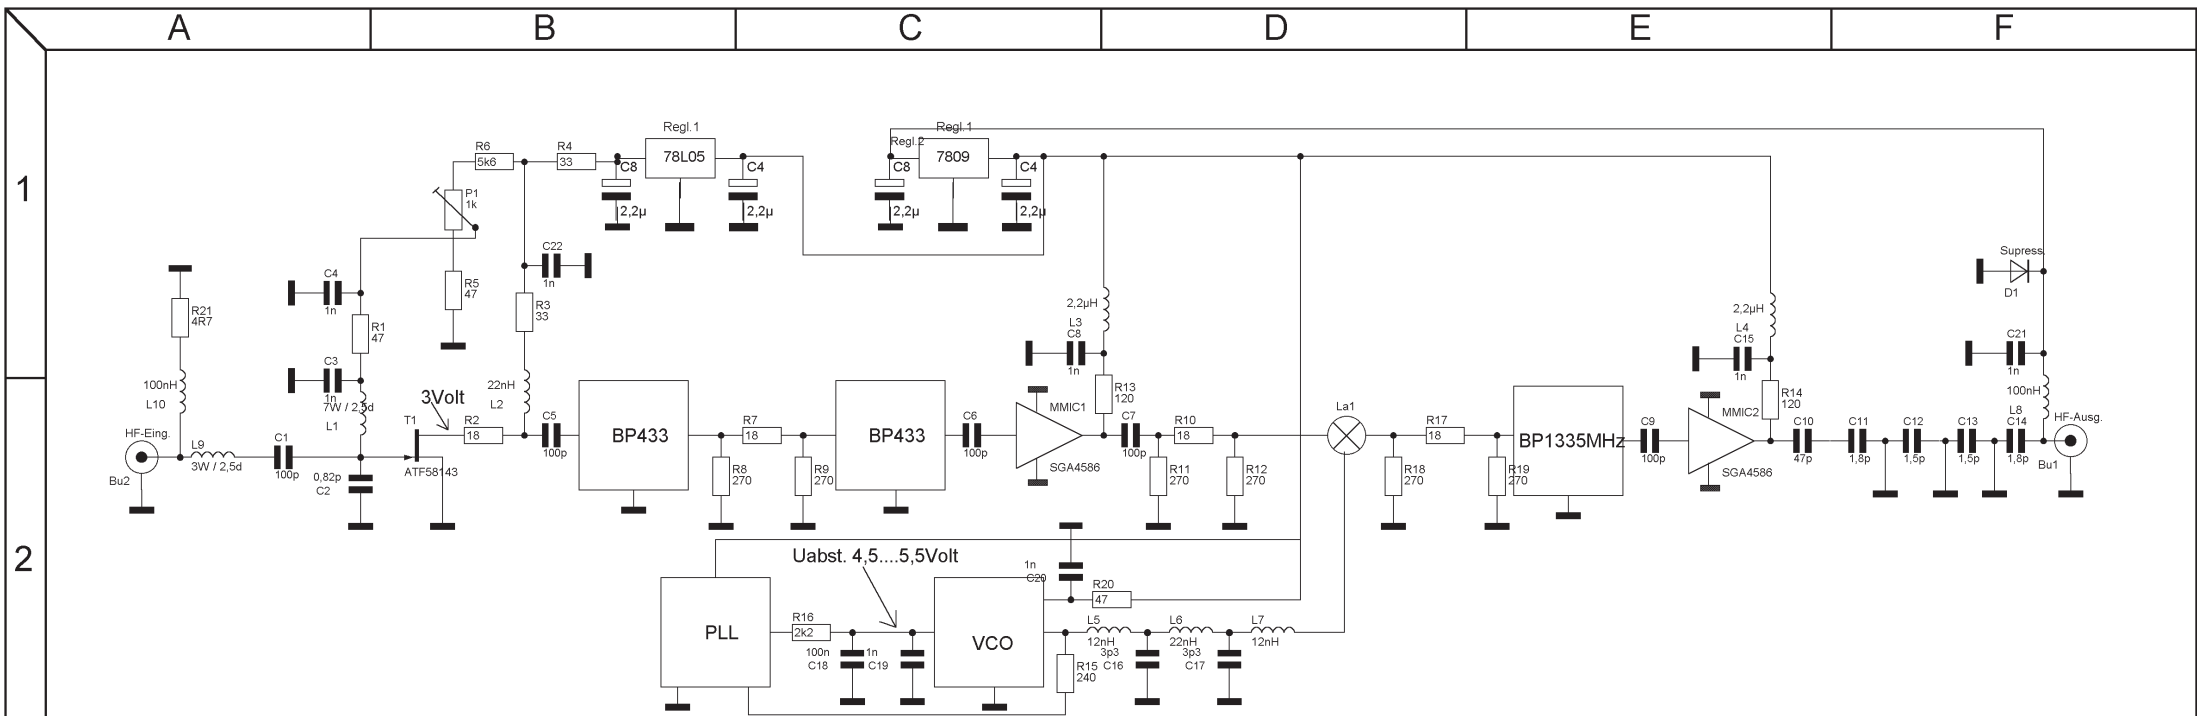 A B C D E F
1
2
Regl.1
78L05
R6
5k6
R4
33
C8
2,2µ
C4
2,2µ
Regl.1
Regl.2
7809
C8
2,2µ
C4
2,2µ
P1
1k
R5
47
C22
1n
R3
33
22nH
L2
C4
1n
R1
47
C3
1n
7W / 2,5d
L1
R21
4R7
100nH
L10
HF-Eing.
Bu2
L9
3W / 2,5d
C1
100p
0,82p
C2
T1
ATF58143
3Volt
R2
18
C5
100p
BP433
R7
18
R8
270
R9
270
BP433
C6
100p
MMIC1
SGA4586
2,2µH
L3
C8
1n
R13
120
C7
100p
R10
18
R11
270
R12
270
La1
R17
18
R18
270
R19
270
BP1335MHz
C9
100p
MMIC2
SGA4586
2,2µH
L4
C15
1n
R14
120
C10
47p
C11
1,8p
C12
1,5p
C13
1,5p
C14
1,8p
Supress.
D1
C21
1n
100nH
L8
HF-Ausg.
Bu1
Uabst. 4,5....5,5Volt
PLL
R16
2k2
100n
C18
1n
C19
VCO
1n
C20
R20
47
L5
12nH
3p3
C16
L6
22nH
3p3
C17
L7
12nH
R15
240